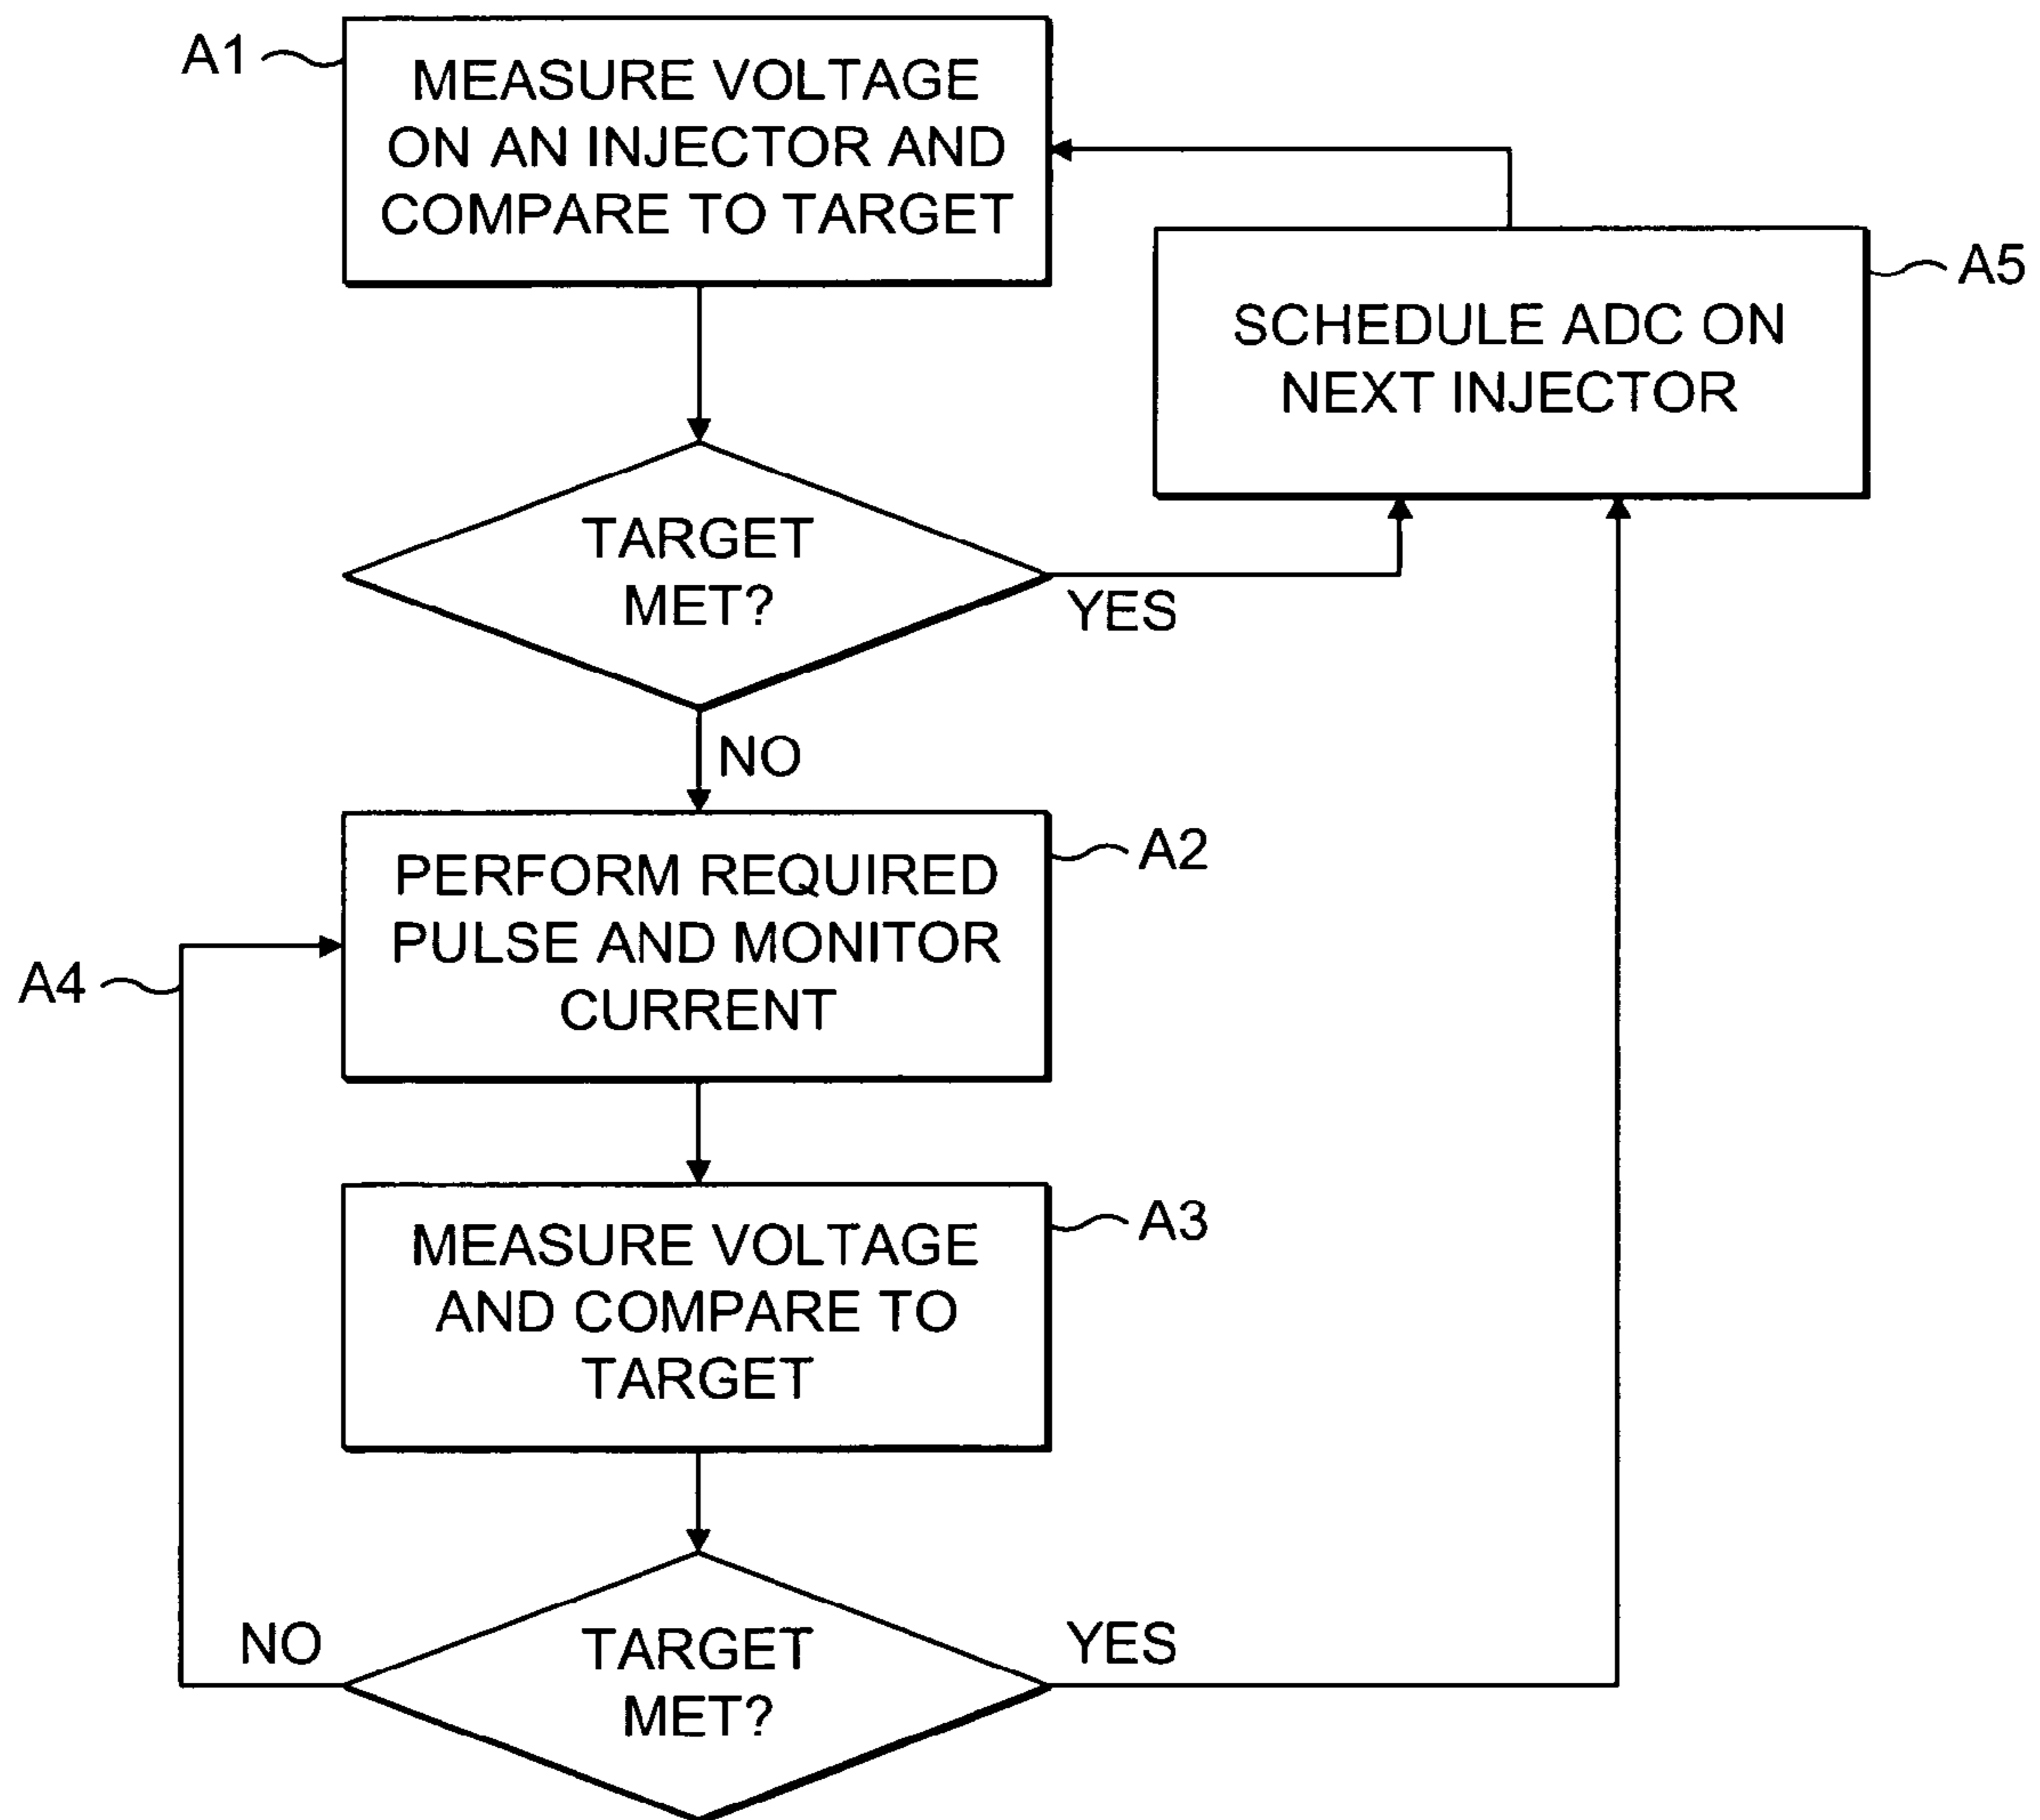 A1
MEASURE VOLTAGE
ON AN INJECTOR AND
COMPARE TO TARGET
A5
SCHEDULE ADC ON
NEXT INJECTOR
TARGET
MET?
YES
NO
A2
PERFORM REQUIRED
PULSE AND MONITOR
CURRENT
A4
A3
MEASURE VOLTAGE
AND COMPARE TO
TARGET
NO
TARGET
MET?
YES